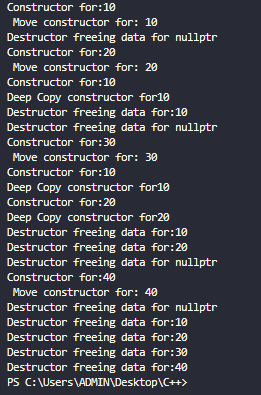 Constructor for:10
Move constructor for: 10
Destructor freeing data for nullptr
Constructor for:20
Move constructor for: 20
Constructor for:10
Deep Copy constructor for10
Destructor freeing data for:10
Destructor freeing data for nullptr
Constructor for:30
Move constructor for: 30
Constructor for:10
Deep Copy constructor for10
Constructor for:20
Deep Copy constructor for20
Destructor freeing data for:10
Destructor freeing data for:20
Destructor freeing data for nullptr
Constructor for:40
Move constructor for: 40
Destructor freeing data for nullptr
Destructor freeing data for:10
Destructor freeing data for:20
Destructor freeing data for:30
Destructor freeing data for:40
PS C:\Users\ADMIN\Desktop\C++>